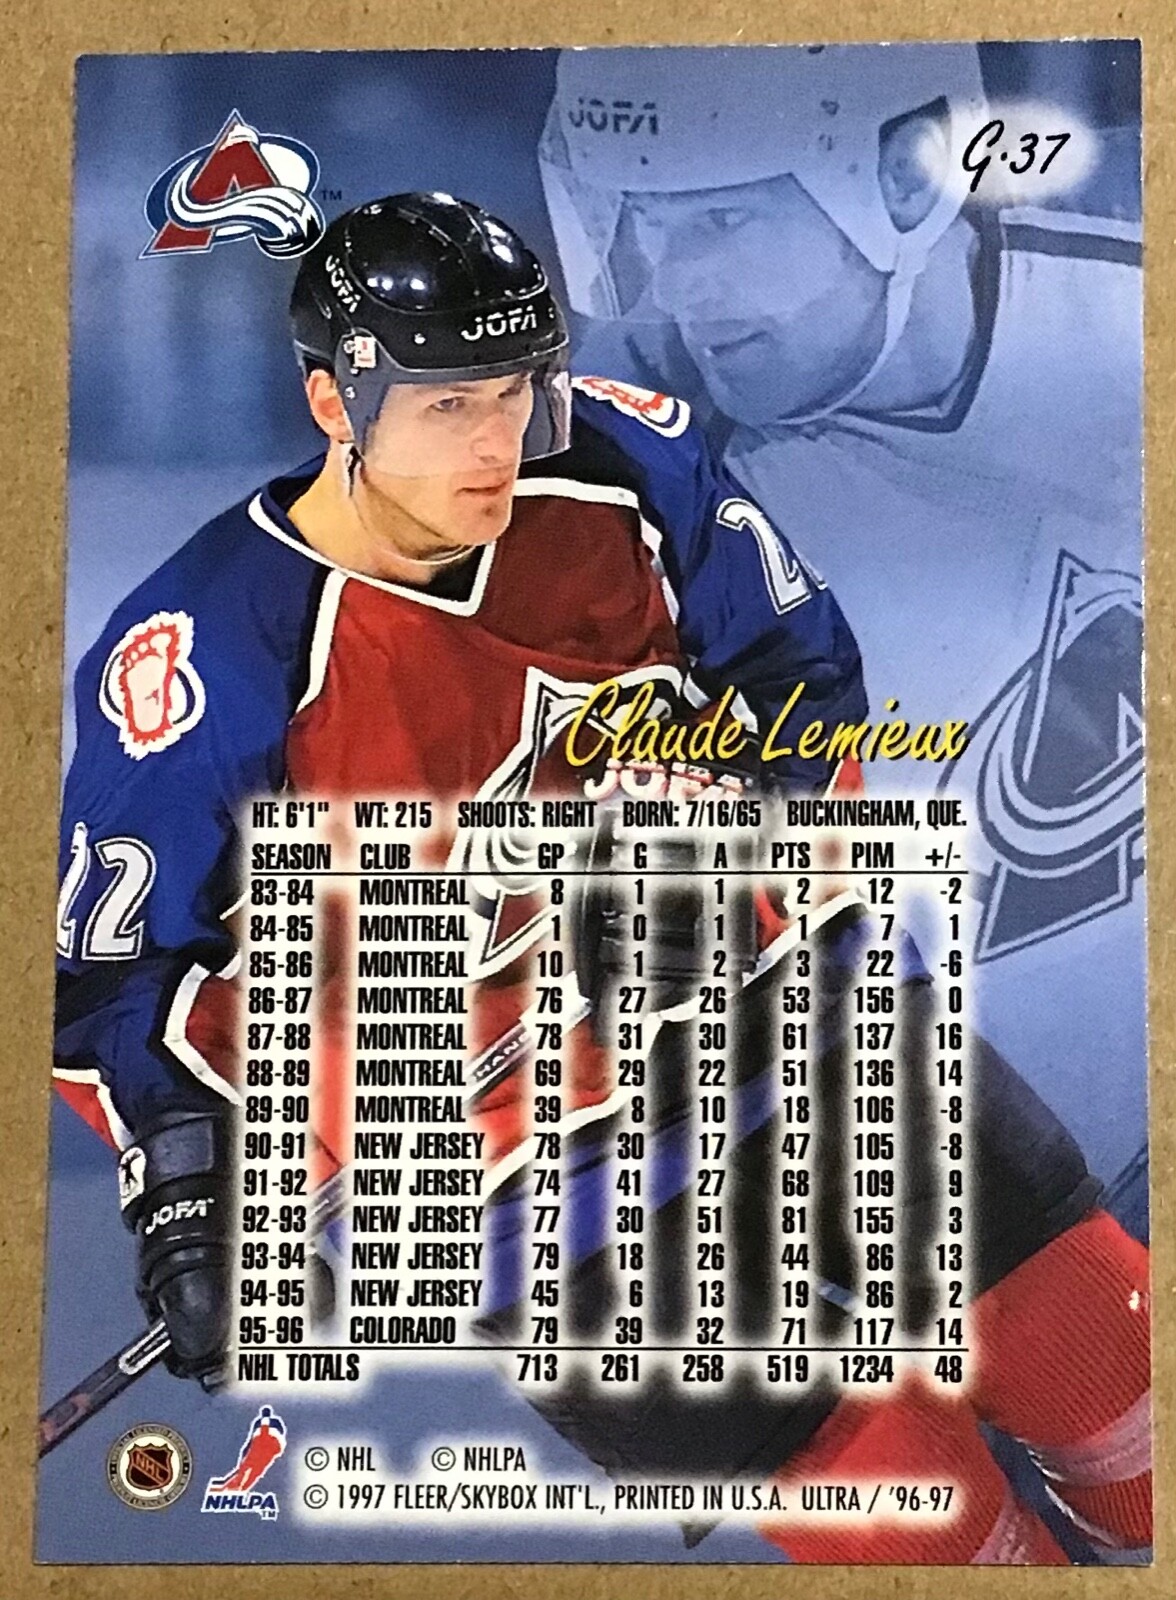 JOFA
G·37
TM
JOFA
JOFA
2
Claude Lemieux
JOFA
HT: 6'1" WT: 215 SHOOTS: RIGHT BORN: 7/16/65 BUCKINGHAM, QUE.
SEASON CLUB GP G A PTS PIM +/-
83-84 MONTREAL 8 1 1 2 12 -2
84-85 MONTREAL 1 0 1 1 7 1
85-86 MONTREAL 10 1 2 3 22 -6
86-87 MONTREAL 76 27 26 53 156 0
87-88 MONTREAL 78 31 30 61 137 16
88-89 MONTREAL 69 29 22 51 136 14
89-90 MONTREAL 39 8 10 18 106 -8
90-91 NEW JERSEY 78 30 17 47 105 -8
91-92 NEW JERSEY 74 41 27 68 109 9
92-93 NEW JERSEY 77 30 51 81 155 3
93-94 NEW JERSEY 79 18 26 44 86 13
94-95 NEW JERSEY 45 6 13 19 86 2
95-96 COLORADO 79 39 32 71 117 14
NHL TOTALS 713 261 258 519 1234 48
22
JOFA
NHL
NHLPA
TM
© NHL © NHLPA
© 1997 FLEER/SKYBOX INT'L., PRINTED IN U.S.A. ULTRA / '96-97